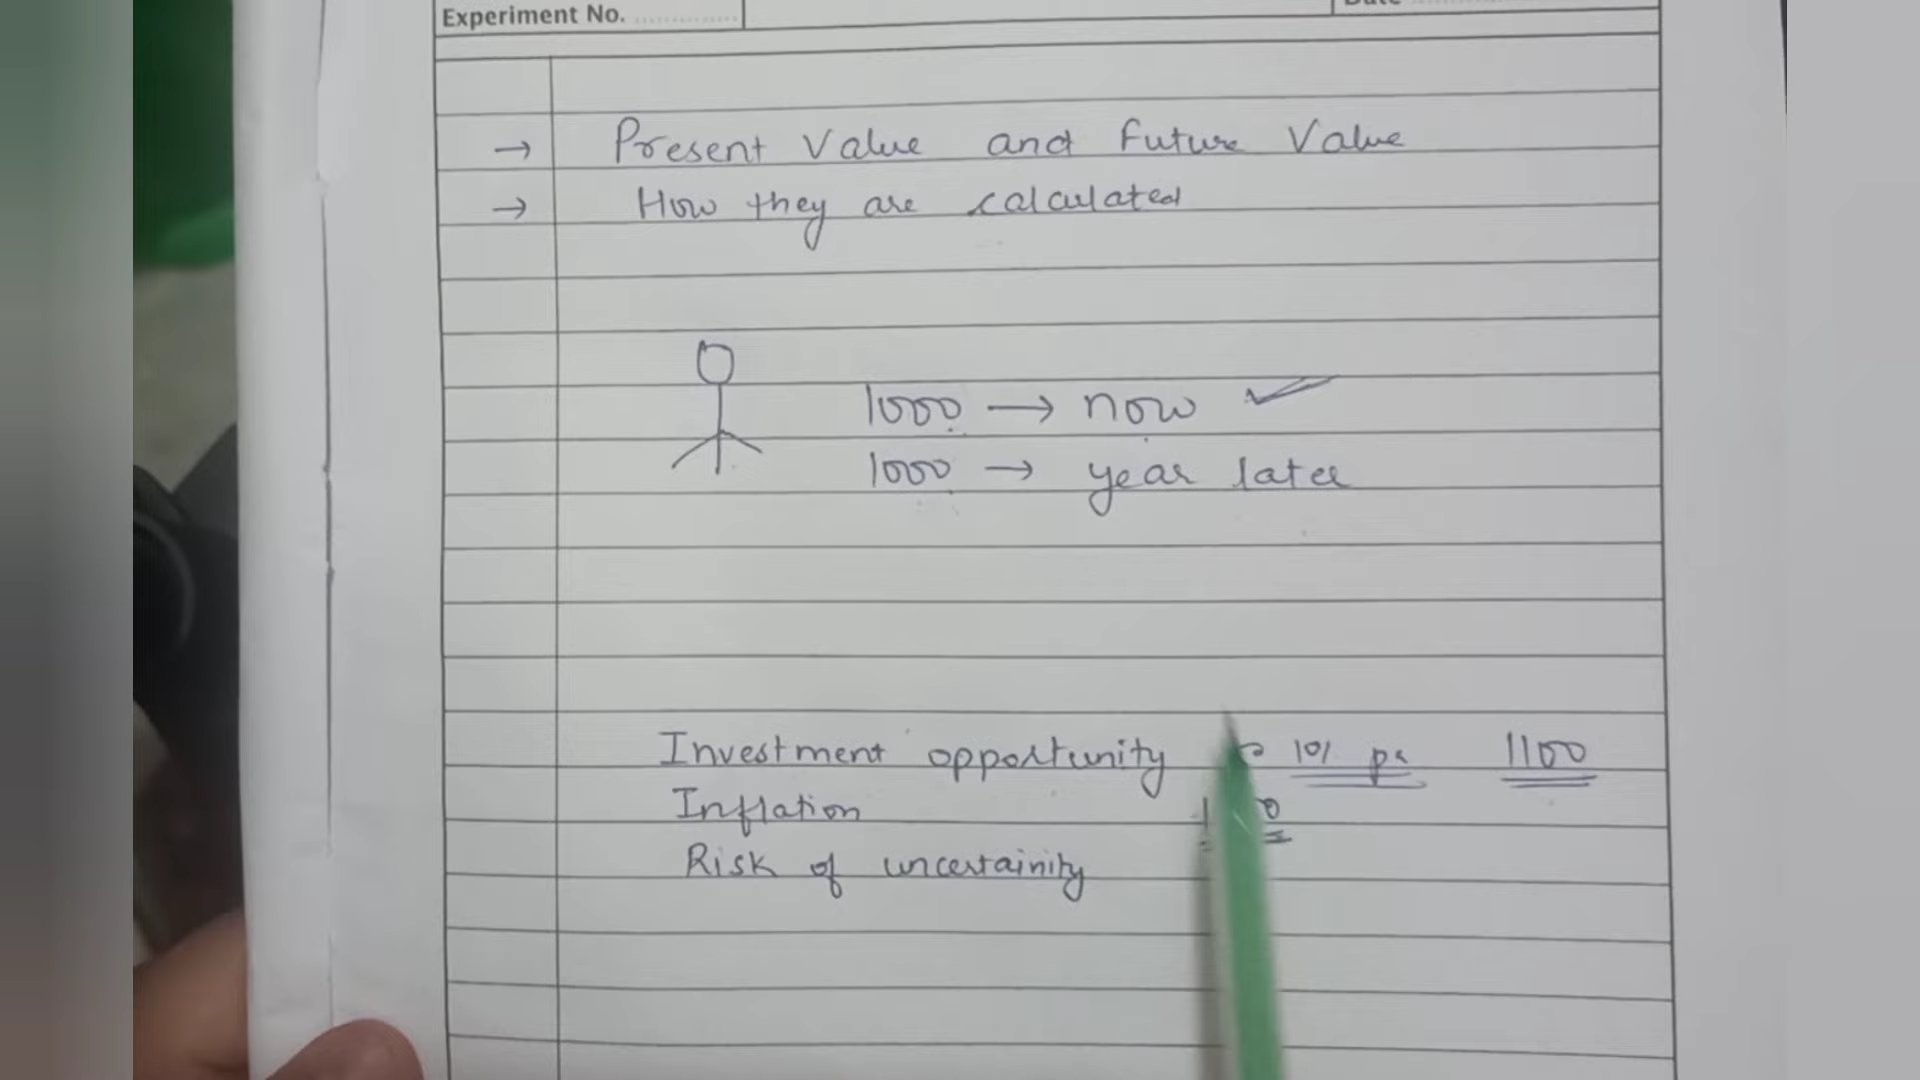 Experiment No. ..............
→ Present Value and Future Value
→ How they are calculated
1000 → now ✓
1000 → year later
Investment opportunity 10% pa 1100
Inflation
Risk of uncertainity